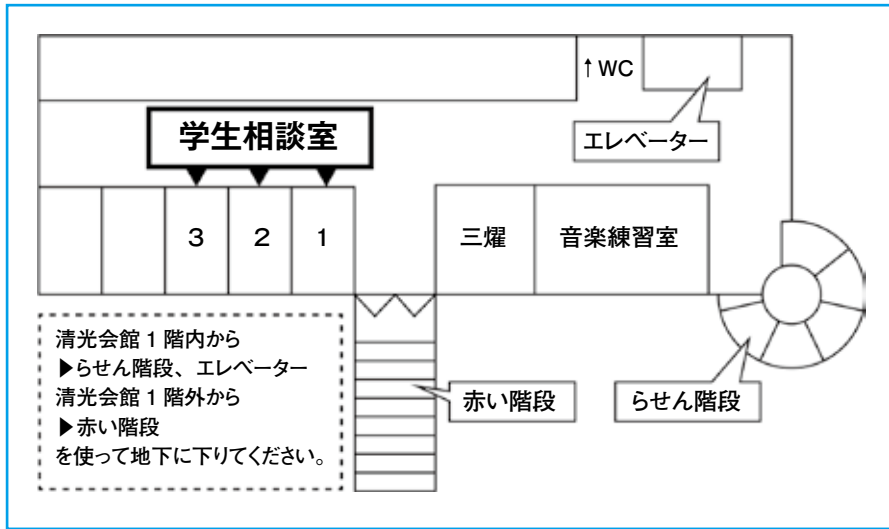 ↑WC
学生相談室
エレベーター
3
2
1
三燿
音楽練習室
清光会館1階内から
▶らせん階段、エレベーター
清光会館1階外から
▶赤い階段
を使って地下に下りてください。
赤い階段
らせん階段